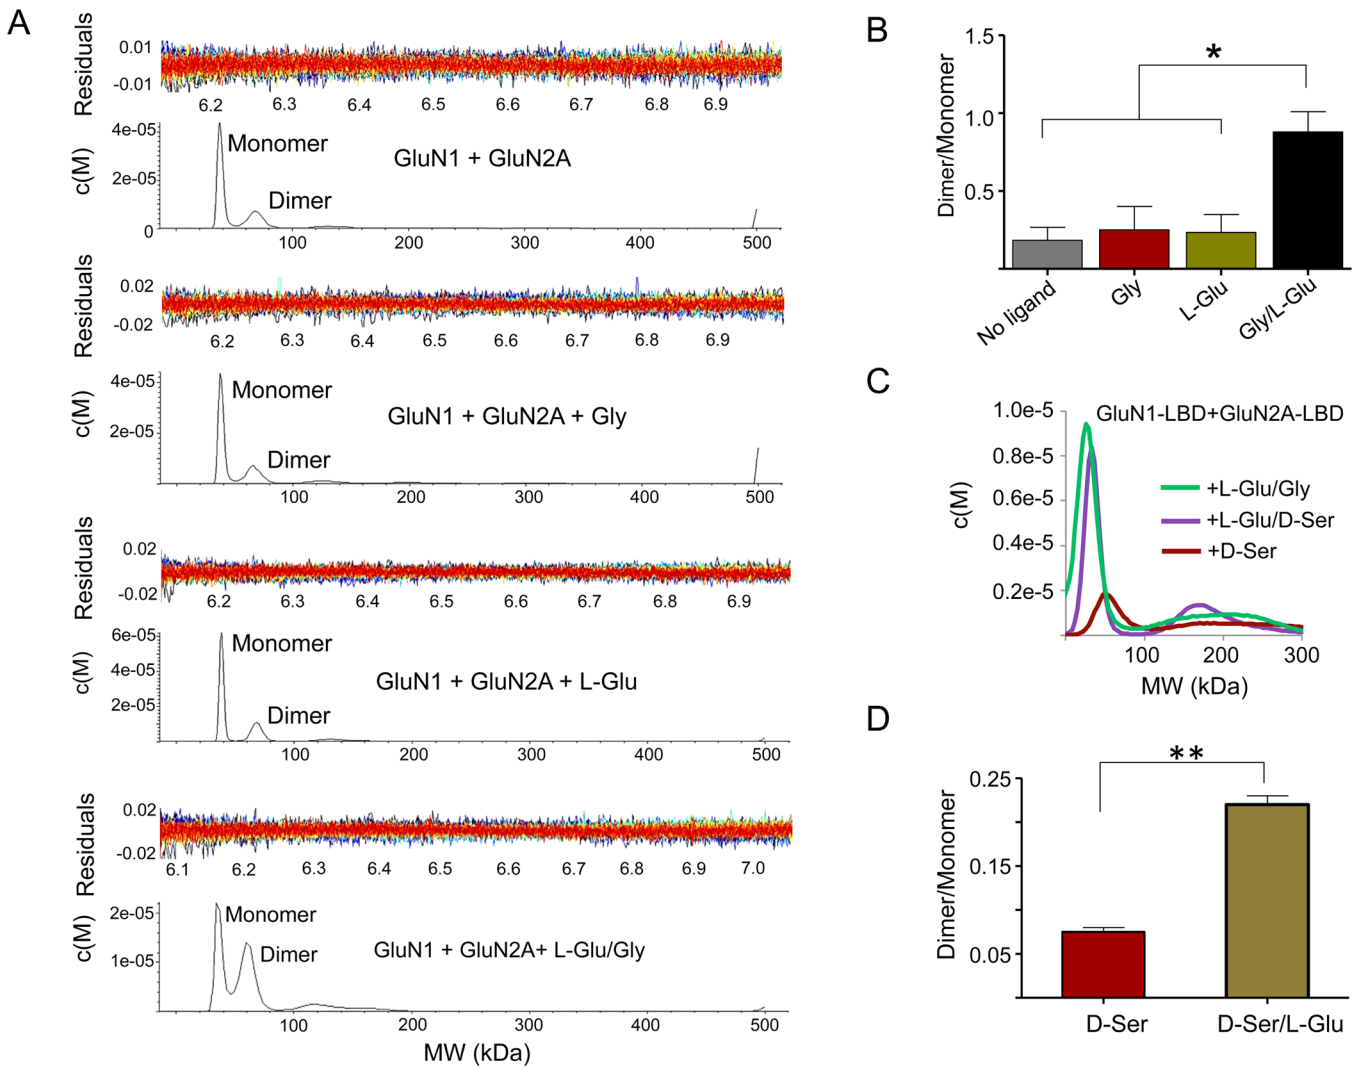 A
Residuals
0.01
-0.01
6.2 6.3 6.4 6.5 6.6 6.7 6.8 6.9
c(M)
4e-05
2e-05
0
Monomer
GluN1 + GluN2A
Dimer
100 200 300 400 500
Residuals
0.02
-0.02
6.2 6.3 6.4 6.5 6.6 6.7 6.8 6.9
c(M)
4e-05
2e-05
Monomer
GluN1 + GluN2A + Gly
Dimer
100 200 300 400 500
Residuals
0.02
-0.02
6.2 6.3 6.4 6.5 6.6 6.7 6.8 6.9
c(M)
6e-05
4e-05
2e-05
Monomer
GluN1 + GluN2A + L-Glu
Dimer
100 200 300 400 500
Residuals
0.02
-0.02
6.1 6.2 6.3 6.4 6.5 6.6 6.7 6.8 6.9 7.0
c(M)
2e-05
1e-05
Monomer
Dimer
GluN1 + GluN2A+ L-Glu/Gly
100 200 300 400 500
MW (kDa)
B
Dimer/Monomer
1.5
1.0
0.5
*
No ligand
Gly
L-Glu
Gly/L-Glu
C
GluN1-LBD+GluN2A-LBD
c(M)
1.0e-5
0.8e-5
0.6e-5
0.4e-5
0.2e-5
+L-Glu/Gly
+L-Glu/D-Ser
+D-Ser
100 200 300
MW (kDa)
D
Dimer/Monomer
0.25
0.15
0.05
**
D-Ser
D-Ser/L-Glu